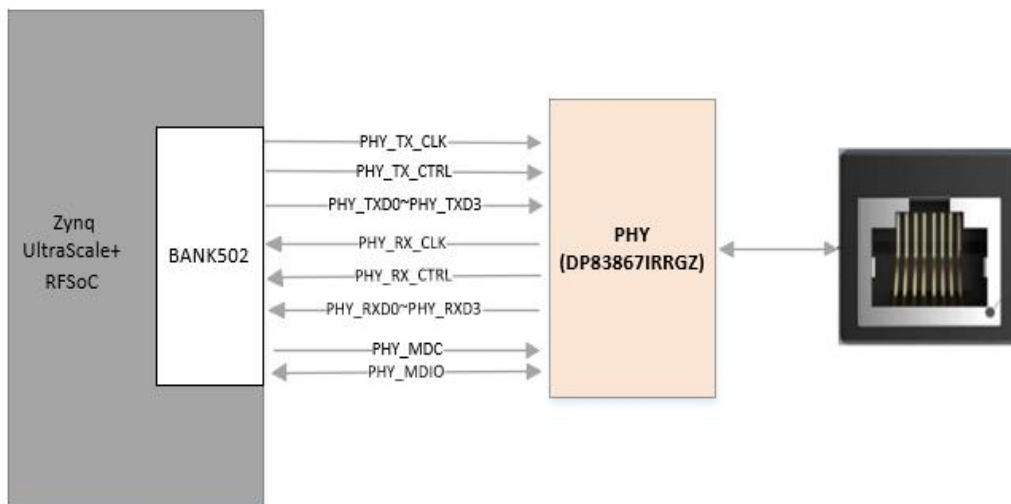 Zynq
UltraScale+
RFSoC
BANK502
PHY_TX_CLK
PHY_TX_CTRL
PHY_TXD0~PHY_TXD3
PHY_RX_CLK
PHY_RX_CTRL
PHY_RXD0~PHY_RXD3
PHY_MDC
PHY_MDIO
PHY
(DP83867IRRGZ)